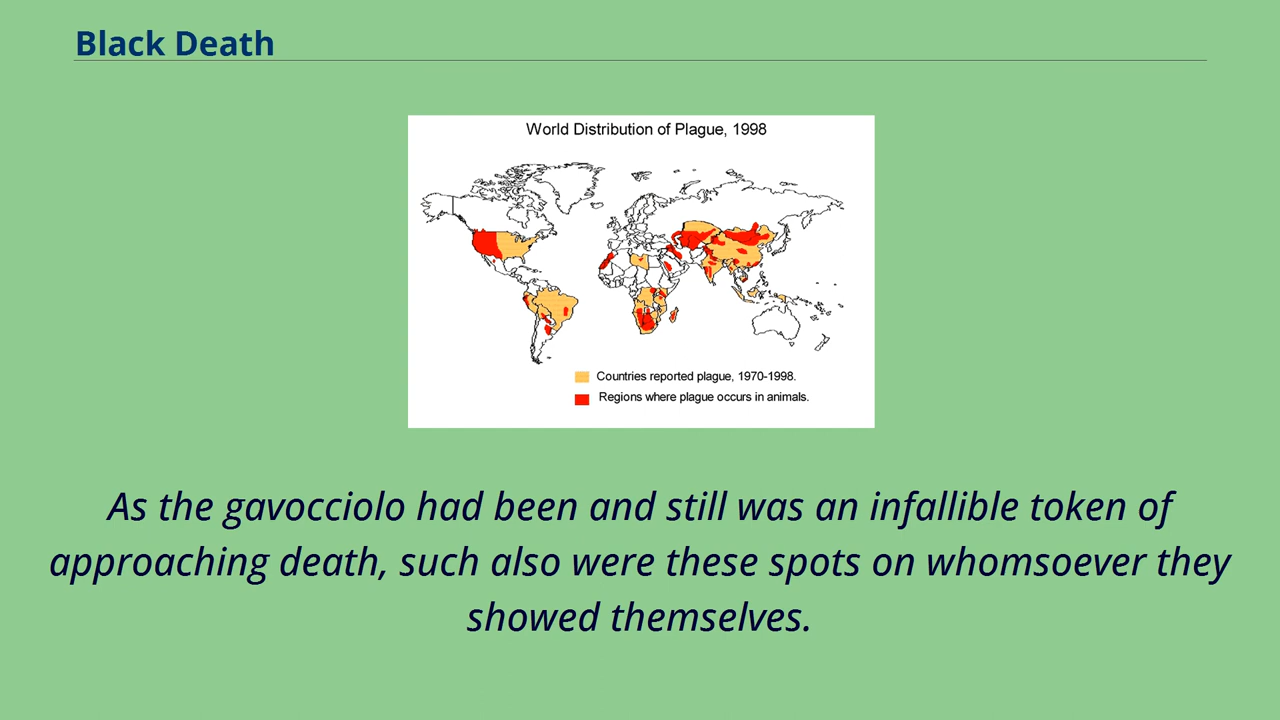 Black Death
World Distribution of Plague, 1998
Countries reported plague, 1970-1998.
Regions where plague occurs in animals.
As the gavocciolo had been and still was an infallible token of
approaching death, such also were these spots on whomsoever they
showed themselves.